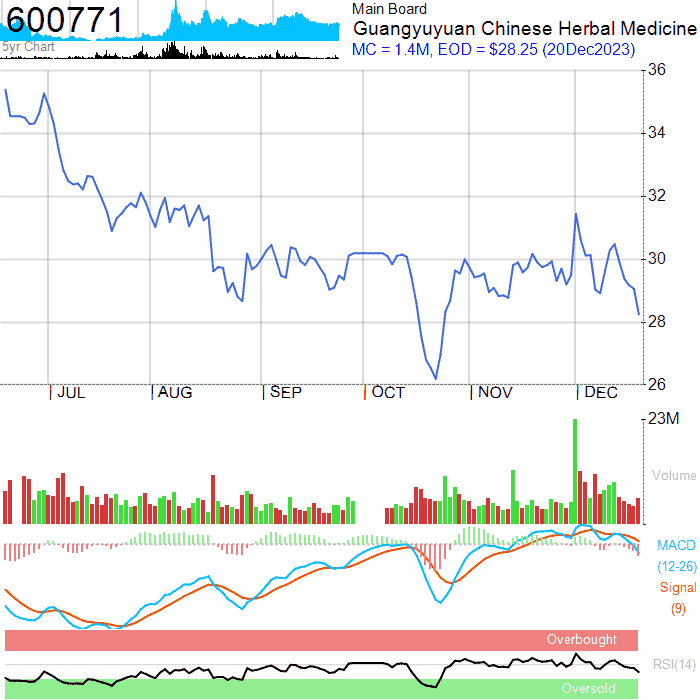 600771
5yr Chart
Main Board
Guangyuyuan Chinese Herbal Medicine
MC = 1.4M, EOD = $28.25 (20Dec2023)
36
34
32
30
28
26
JUL AUG SEP OCT NOV DEC
23M
Volume
MACD
(12-26)
Signal
(9)
Overbought
RSI(14)
Oversold